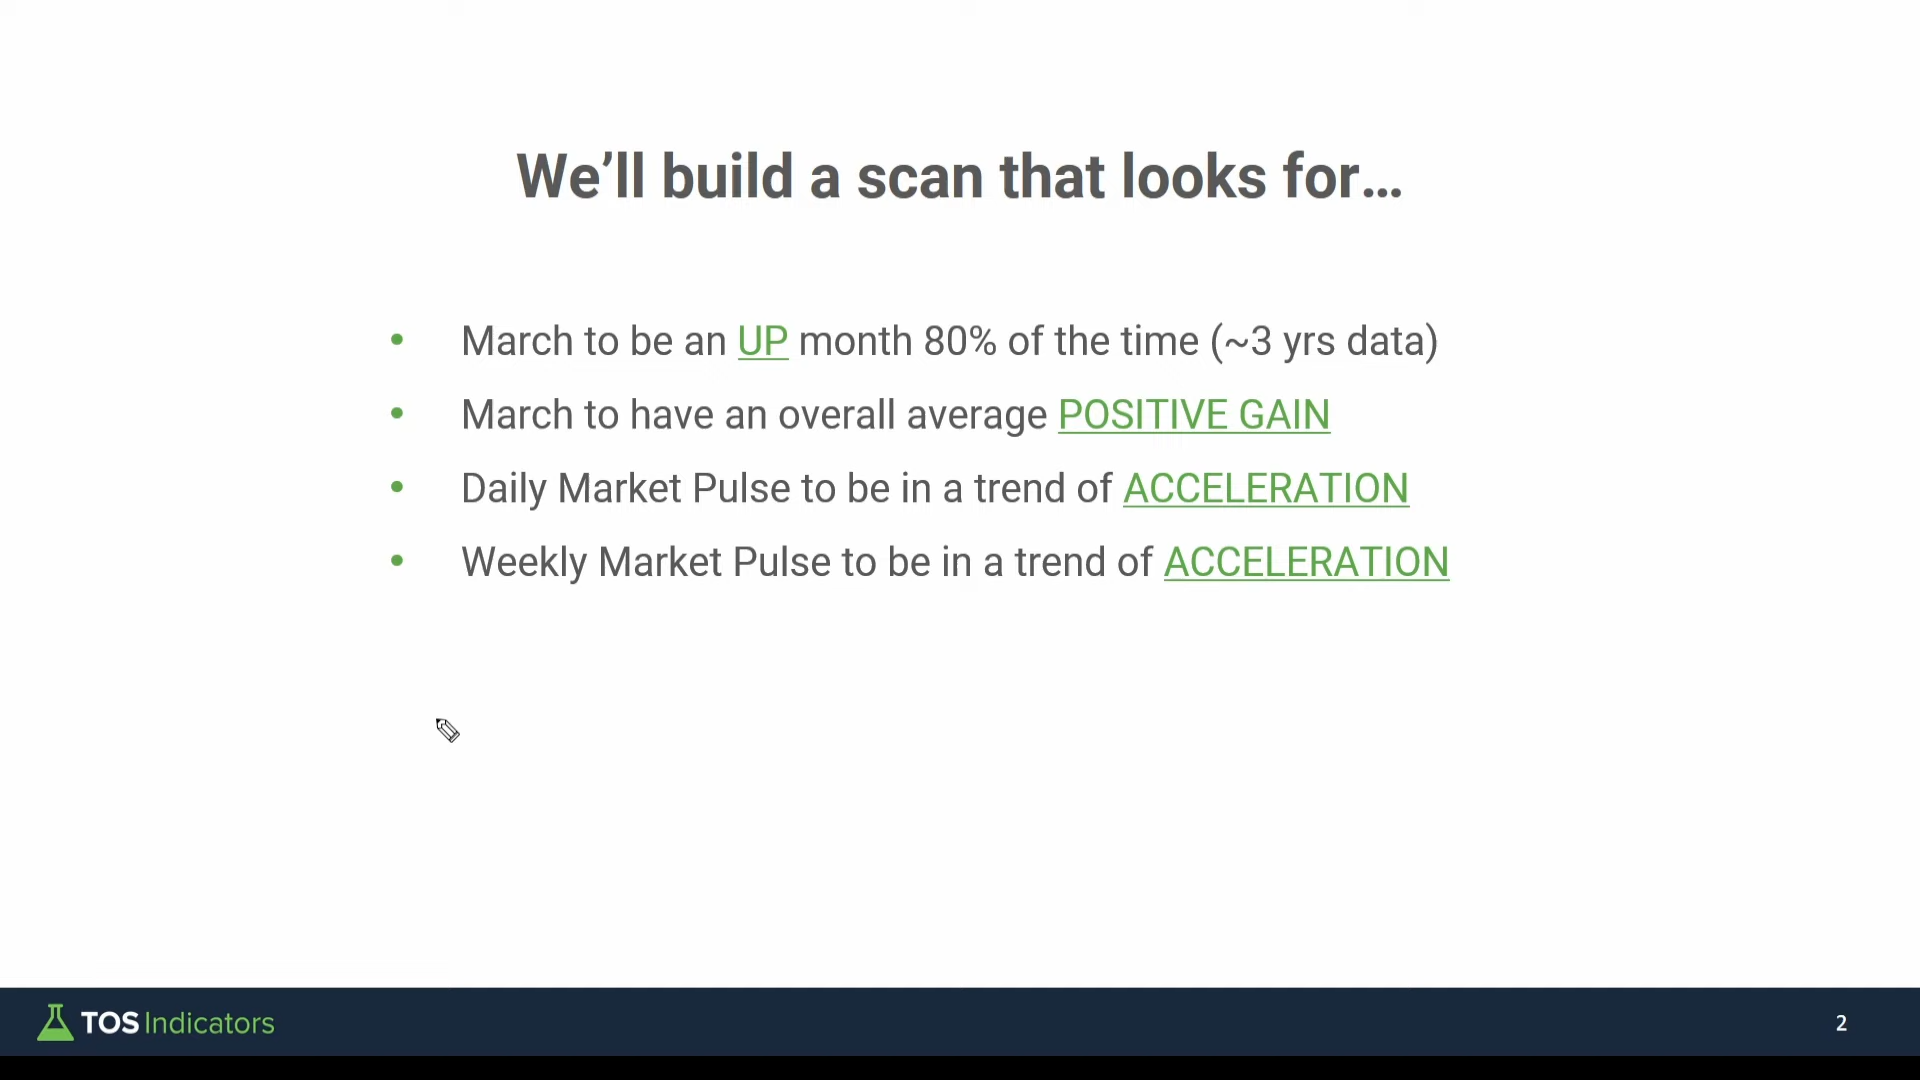 We’ll build a scan that looks for…
March to be an UP month 80% of the time (~3 yrs data)
March to have an overall average POSITIVE GAIN
Daily Market Pulse to be in a trend of ACCELERATION
Weekly Market Pulse to be in a trend of ACCELERATION
TOS Indicators
2